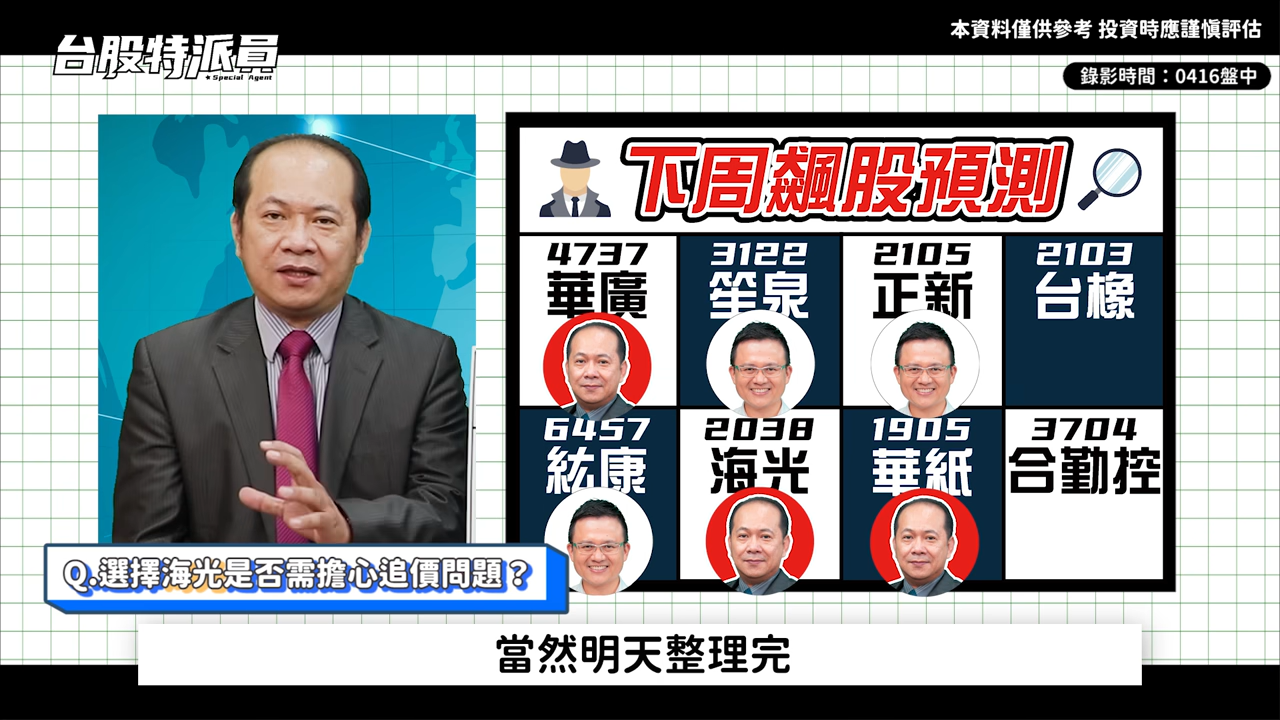 台股特派員
★Special Agent
本資料僅供參考 投資時應謹慎評估
錄影時間：0416盤中
下周飆股預測
4737
華廣
3122
笙泉
2105
正新
2103
台橡
6457
紘康
2038
海光
1905
華紙
3704
合勤控
Q.選擇海光是否需擔心追價問題？
當然明天整理完